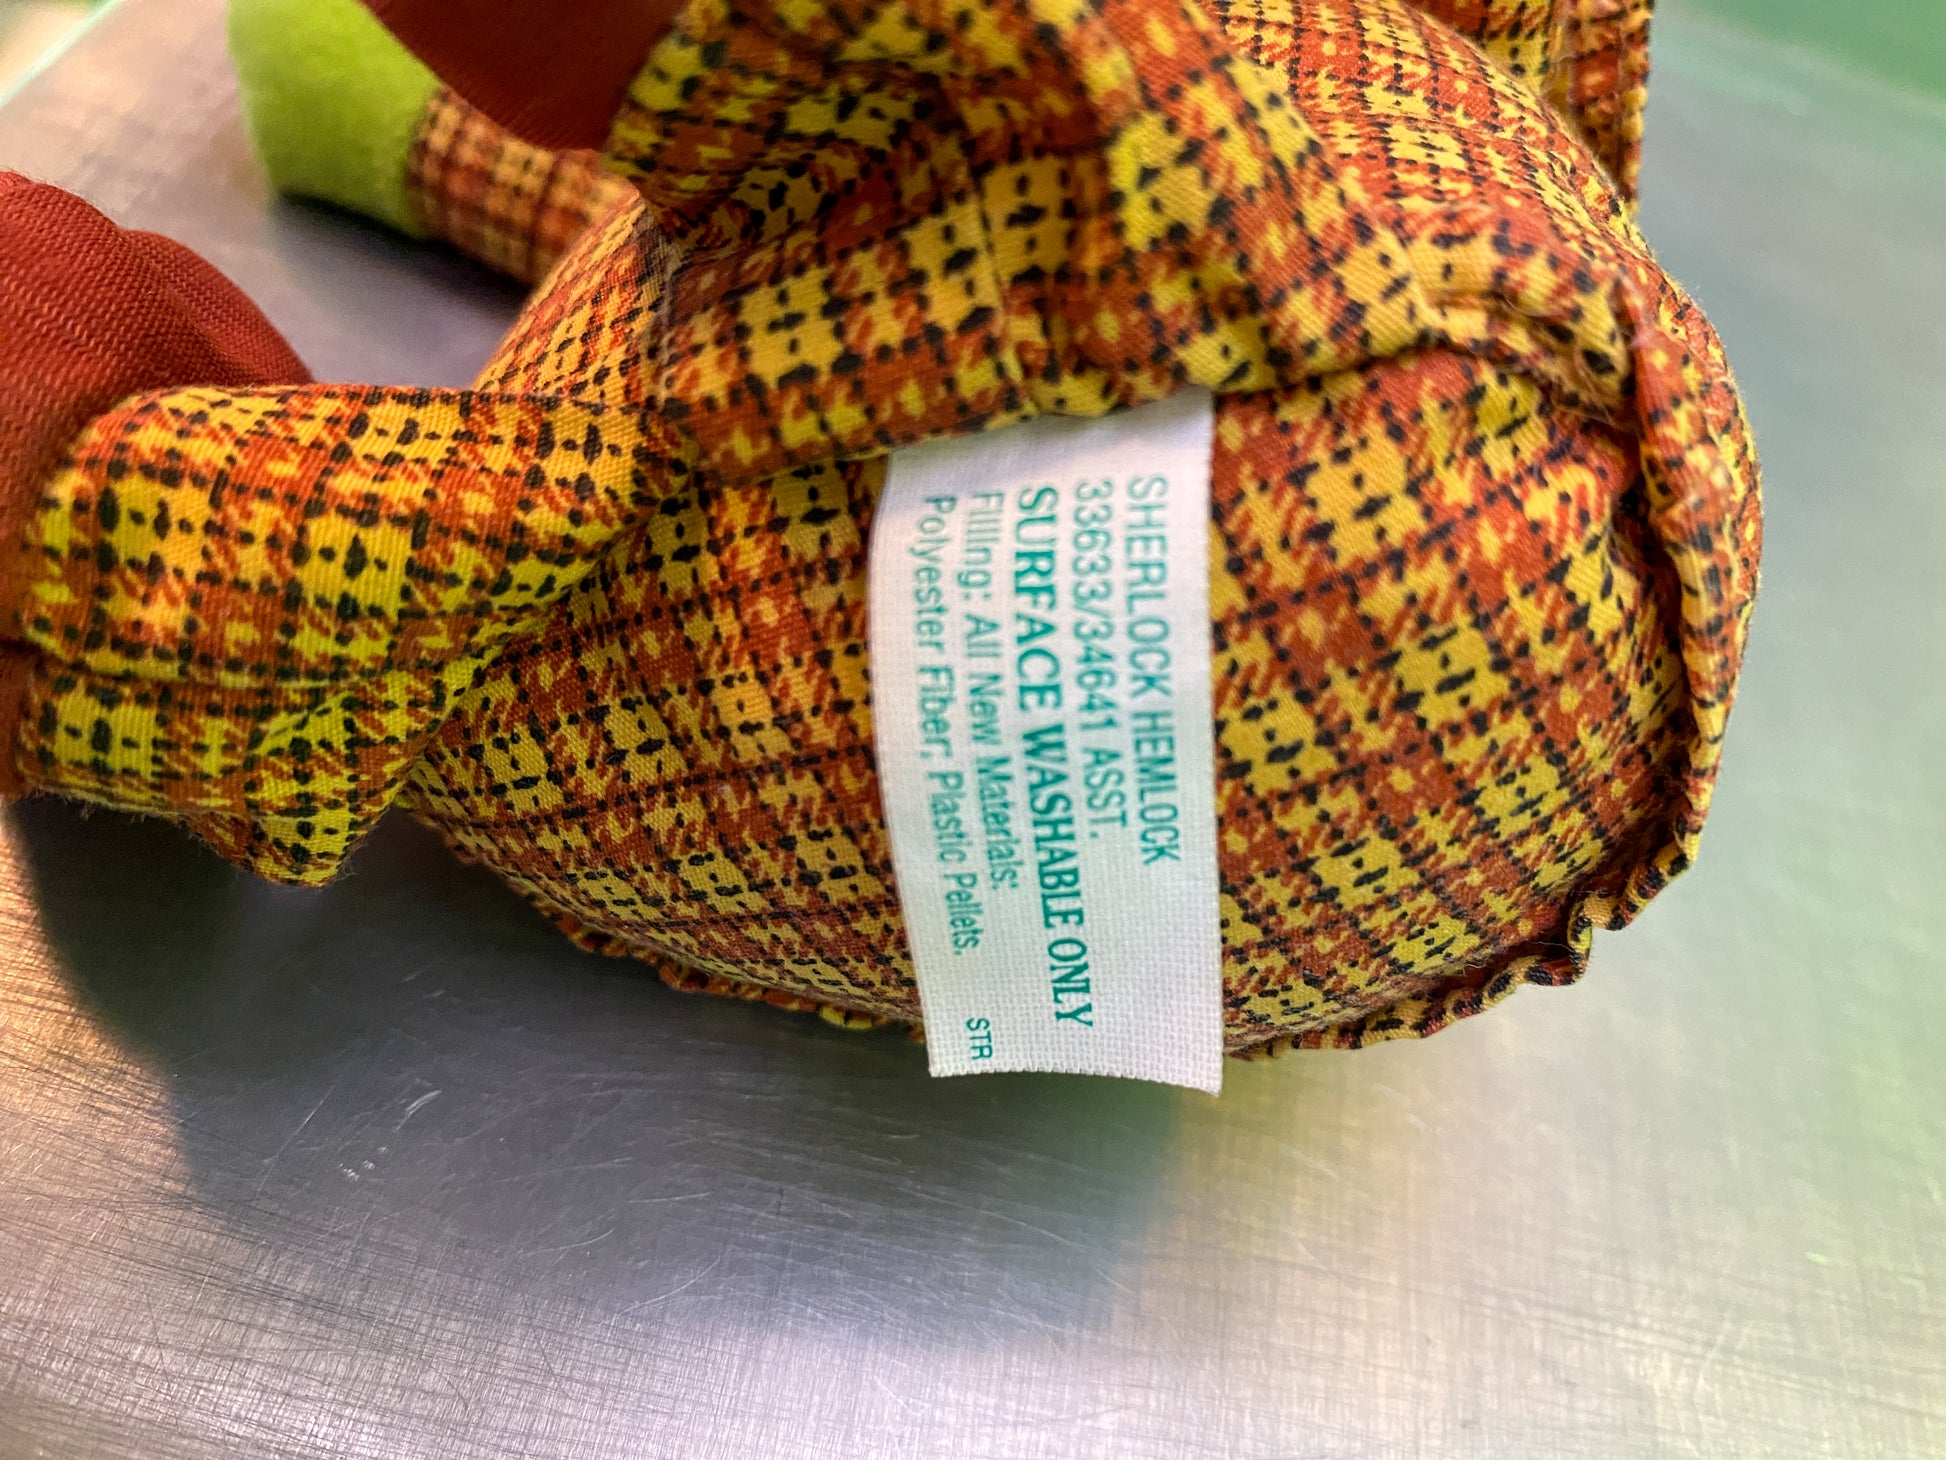 SHERLOCK HEMLOCK
33633/34641 ASST.
SURFACE WASHABLE ONLY
Filling: All New Materials:
Polyester Fiber, Plastic Pellets.
STR